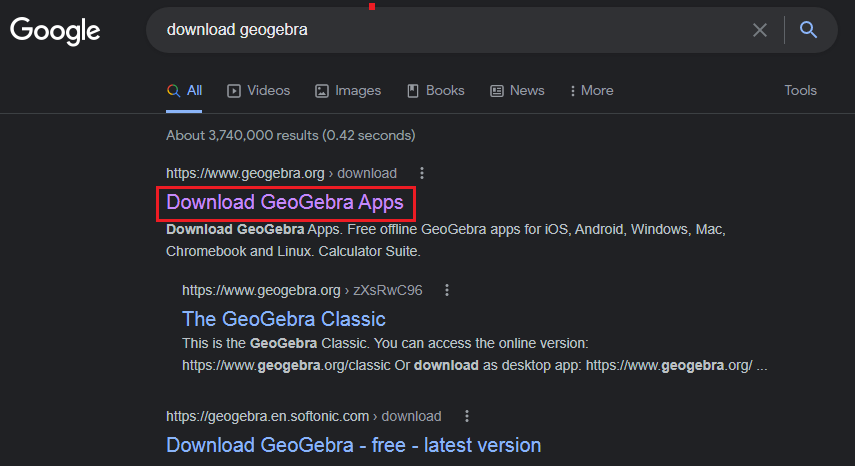 Google
download geogebra
All Videos Images Books News More Tools
About 3,740,000 results (0.42 seconds)
https://www.geogebra.org › download
Download GeoGebra Apps
Download GeoGebra Apps. Free offline GeoGebra apps for iOS, Android, Windows, Mac,
Chromebook and Linux. Calculator Suite.
https://www.geogebra.org › zXsRwC96
The GeoGebra Classic
This is the GeoGebra Classic. You can access the online version:
https://www.geogebra.org/classic Or download as desktop app: https://www.geogebra.org/ ...
https://geogebra.en.softonic.com › download
Download GeoGebra - free - latest version